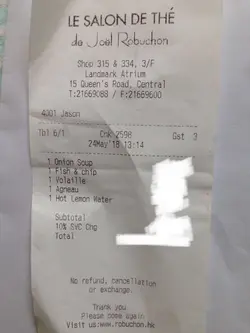 LE SALON DE THÉ
de Joël Robuchon
Shop 315 & 334, 3/F
Landmark Atrium
15 Queen's Road, Central
T:21669088 / F:21669600
4001 Jason
Tbl 6/1 Chk 2598 Gst 3
24May'18 13:14
1 Onion Soup
1 Fish & chip
1 Volaille
1 Agneau
1 Hot Lemon Water
Subtotal
10% SVC Chg
Total
No refund, cancellation
or exchange.
Thank you
Please come again
Visit us:www.robuchon.hk